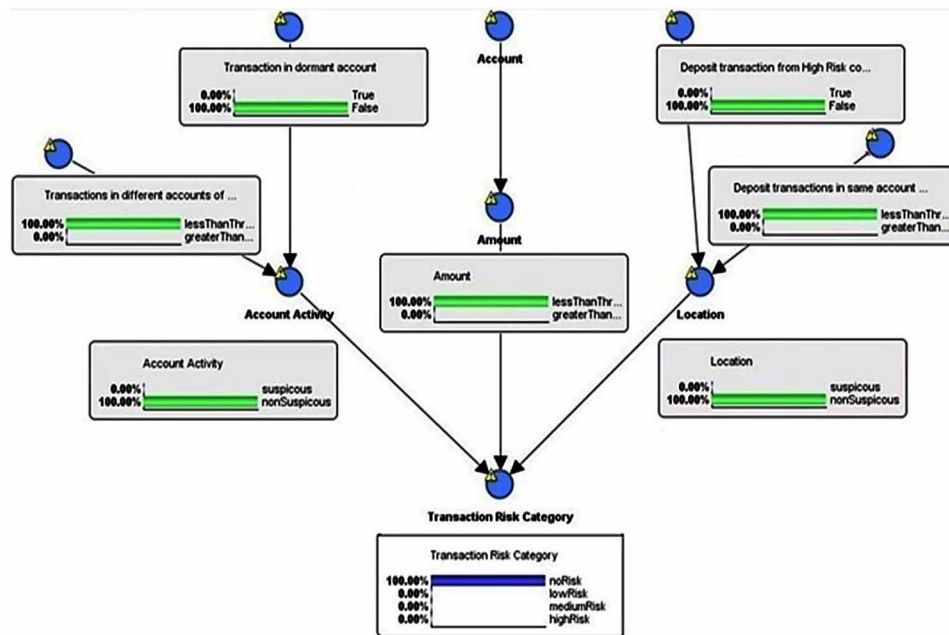 Account
Transaction in dormant account
0.00% True
100.00% False
Deposit transaction from High Risk co...
0.00% True
100.00% False
Transactions in different accounts of ...
100.00% lessThanThr...
0.00% greaterThan...
Deposit transactions in same account ...
100.00% lessThanThr...
0.00% greaterThan...
Amount
Amount
100.00% lessThanThr...
0.00% greaterThan...
Account Activity
Location
Account Activity
0.00% suspicous
100.00% nonSuspicous
Location
0.00% suspicous
100.00% nonSuspicous
Transaction Risk Category
Transaction Risk Category
100.00% noRisk
0.00% lowRisk
0.00% mediumRisk
0.00% highRisk